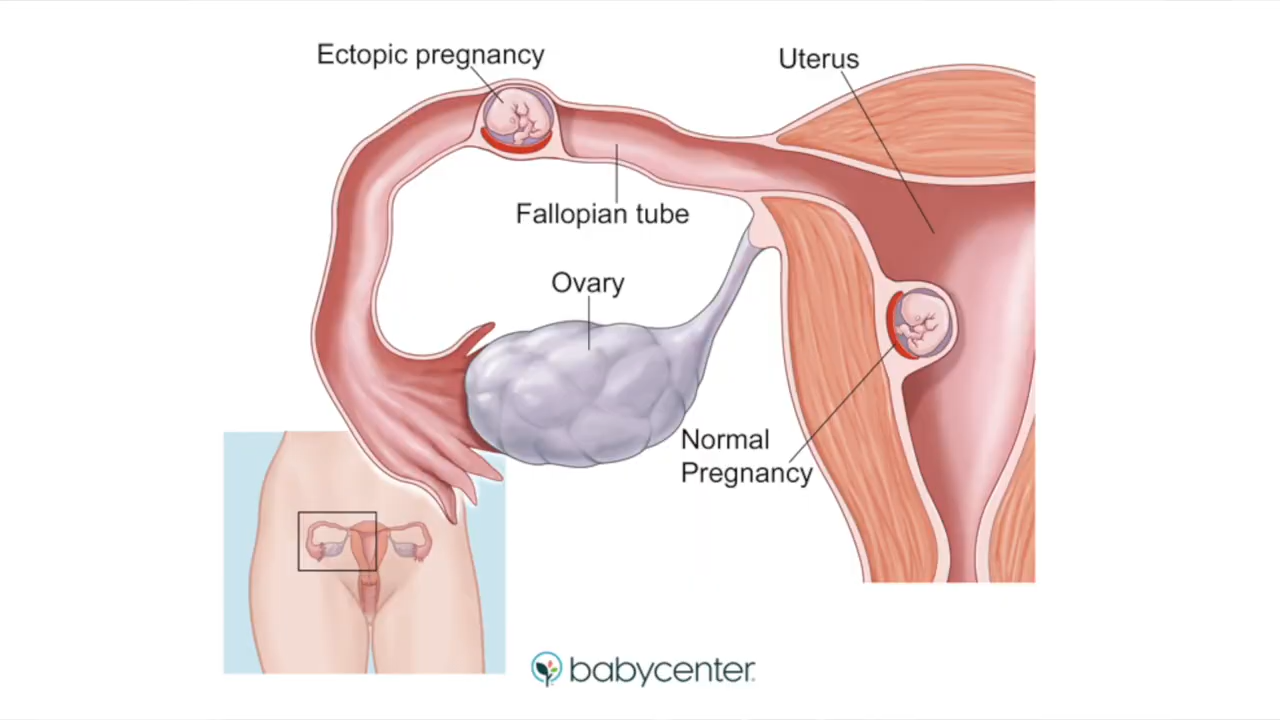 Ectopic pregnancy
Uterus
Fallopian tube
Ovary
Normal
Pregnancy
babycenter